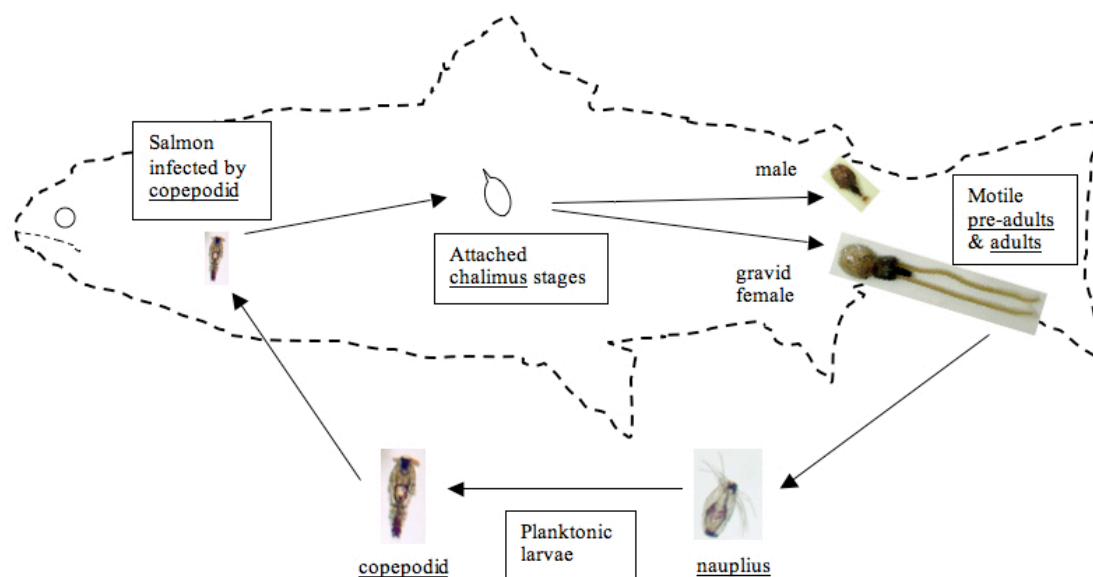 Salmon
infected by
copepodid
Attached
chalimus stages
male
gravid
female
Motile
pre-adults
& adults
Planktonic
larvae
copepodid
nauplius